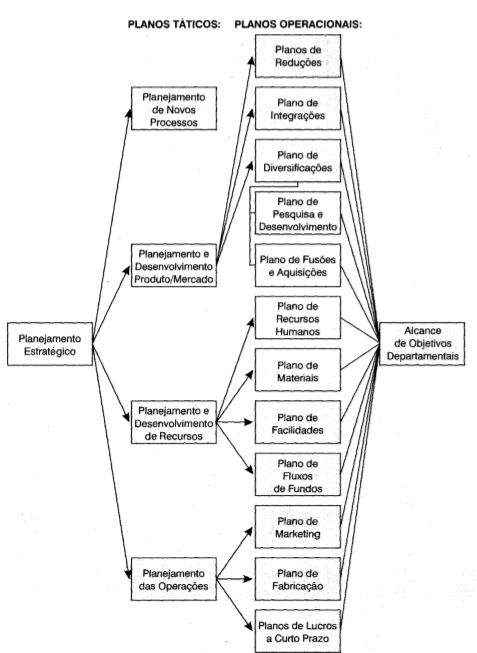 PLANOS TÁTICOS: PLANOS OPERACIONAIS:
Planos de
Reduções
Planejamento
de Novos
Processos
Plano de
Integrações
Plano de
Diversificações
Plano de
Pesquisa e
Desenvolvimento
Planejamento e
Desenvolvimento
Produto/Mercado
Plano de Fusões
e Aquisições
Plano de
Recursos
Humanos
Planejamento
Estratégico
Alcance
de Objetivos
Departamentais
Plano de
Materiais
Planejamento e
Desenvolvimento
de Recursos
Plano de
Facilidades
Plano de
Fluxos
de Fundos
Plano de
Marketing
Planejamento
das Operações
Plano de
Fabricação
Planos de Lucros
a Curto Prazo